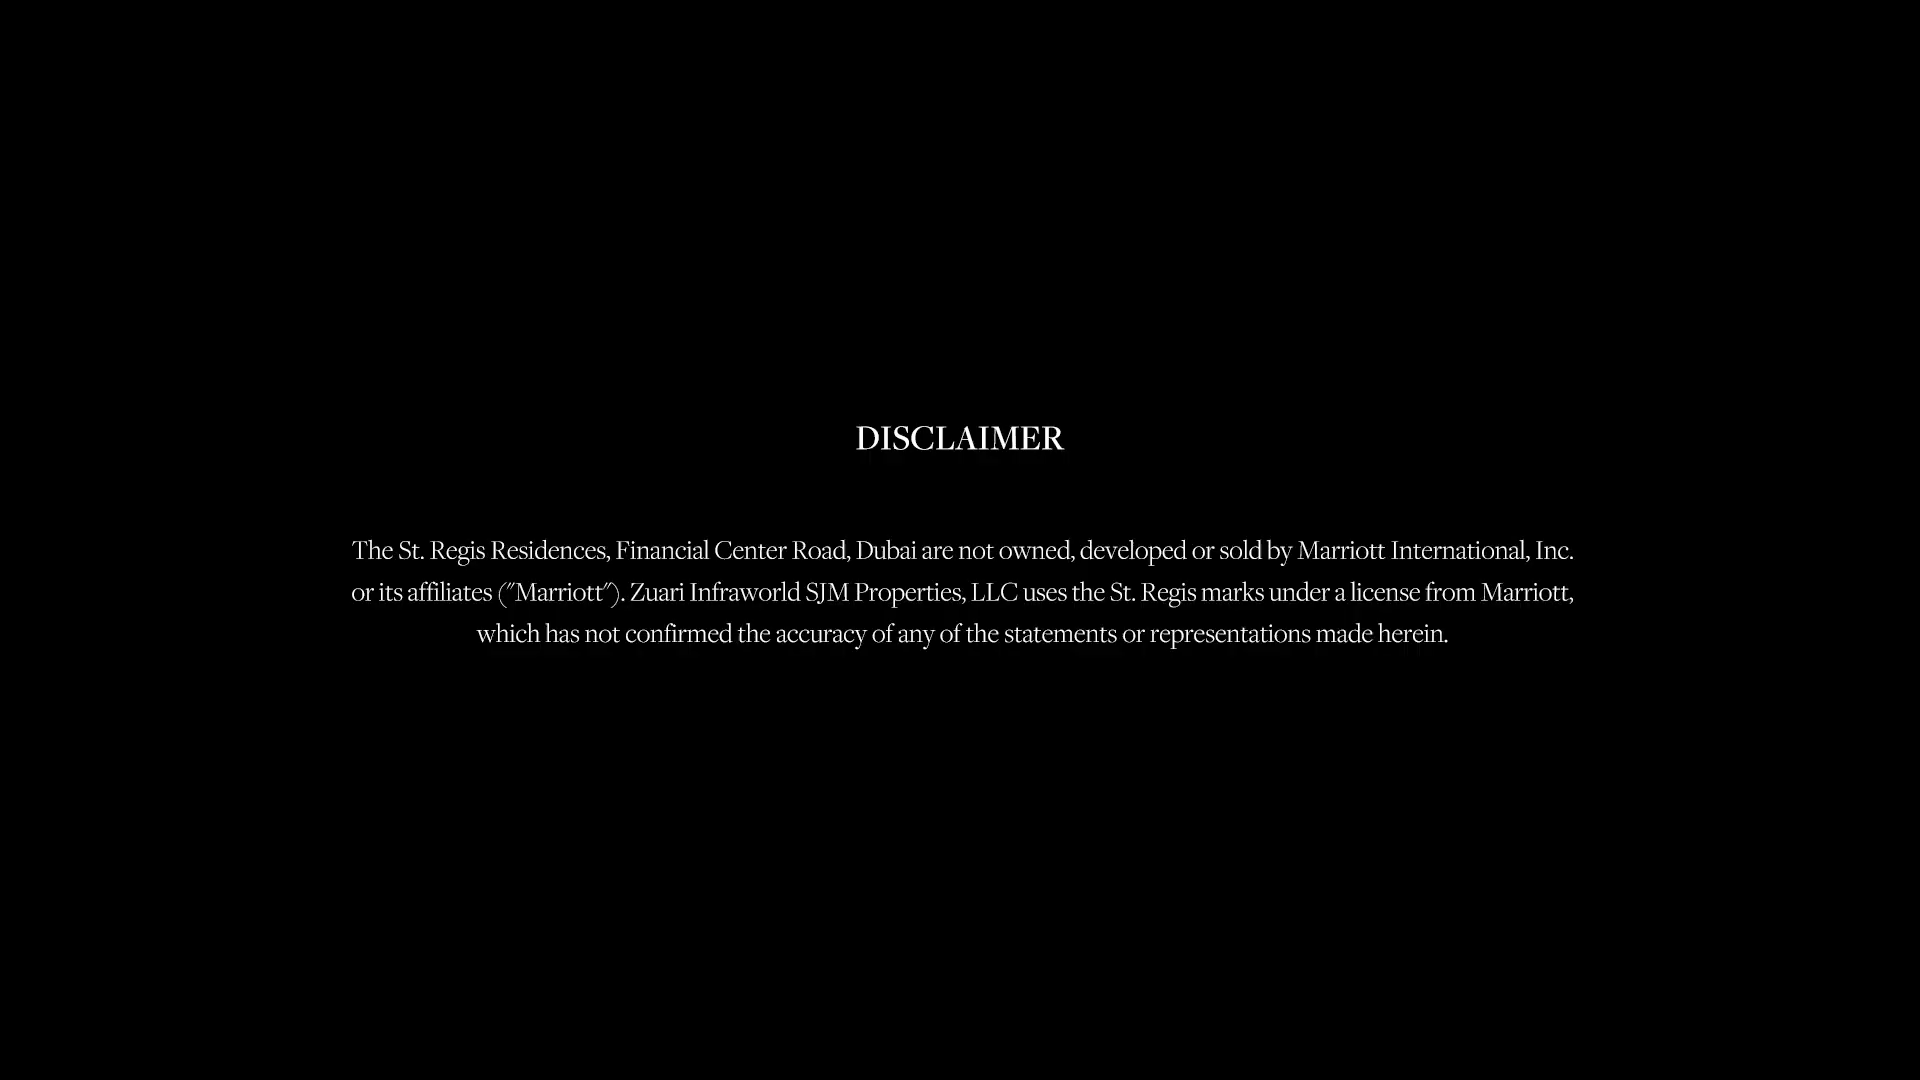 DISCLAIMER
The St. Regis Residences, Financial Center Road, Dubai are not owned, developed or sold by Marriott International, Inc.
or its affiliates ("Marriott"). Zuari Infraworld SJM Properties, LLC uses the St. Regis marks under a license from Marriott,
which has not confirmed the accuracy of any of the statements or representations made herein.